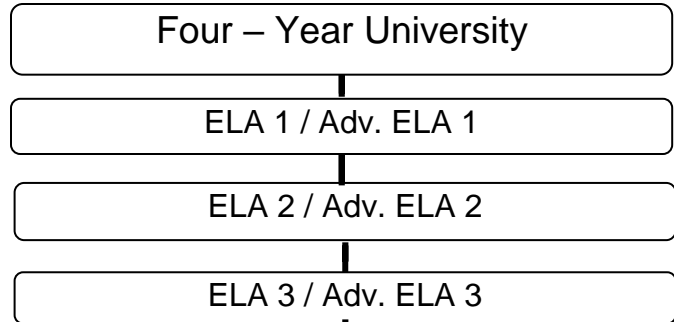 Four – Year University
ELA 1 / Adv. ELA 1
ELA 2 / Adv. ELA 2
ELA 3 / Adv. ELA 3